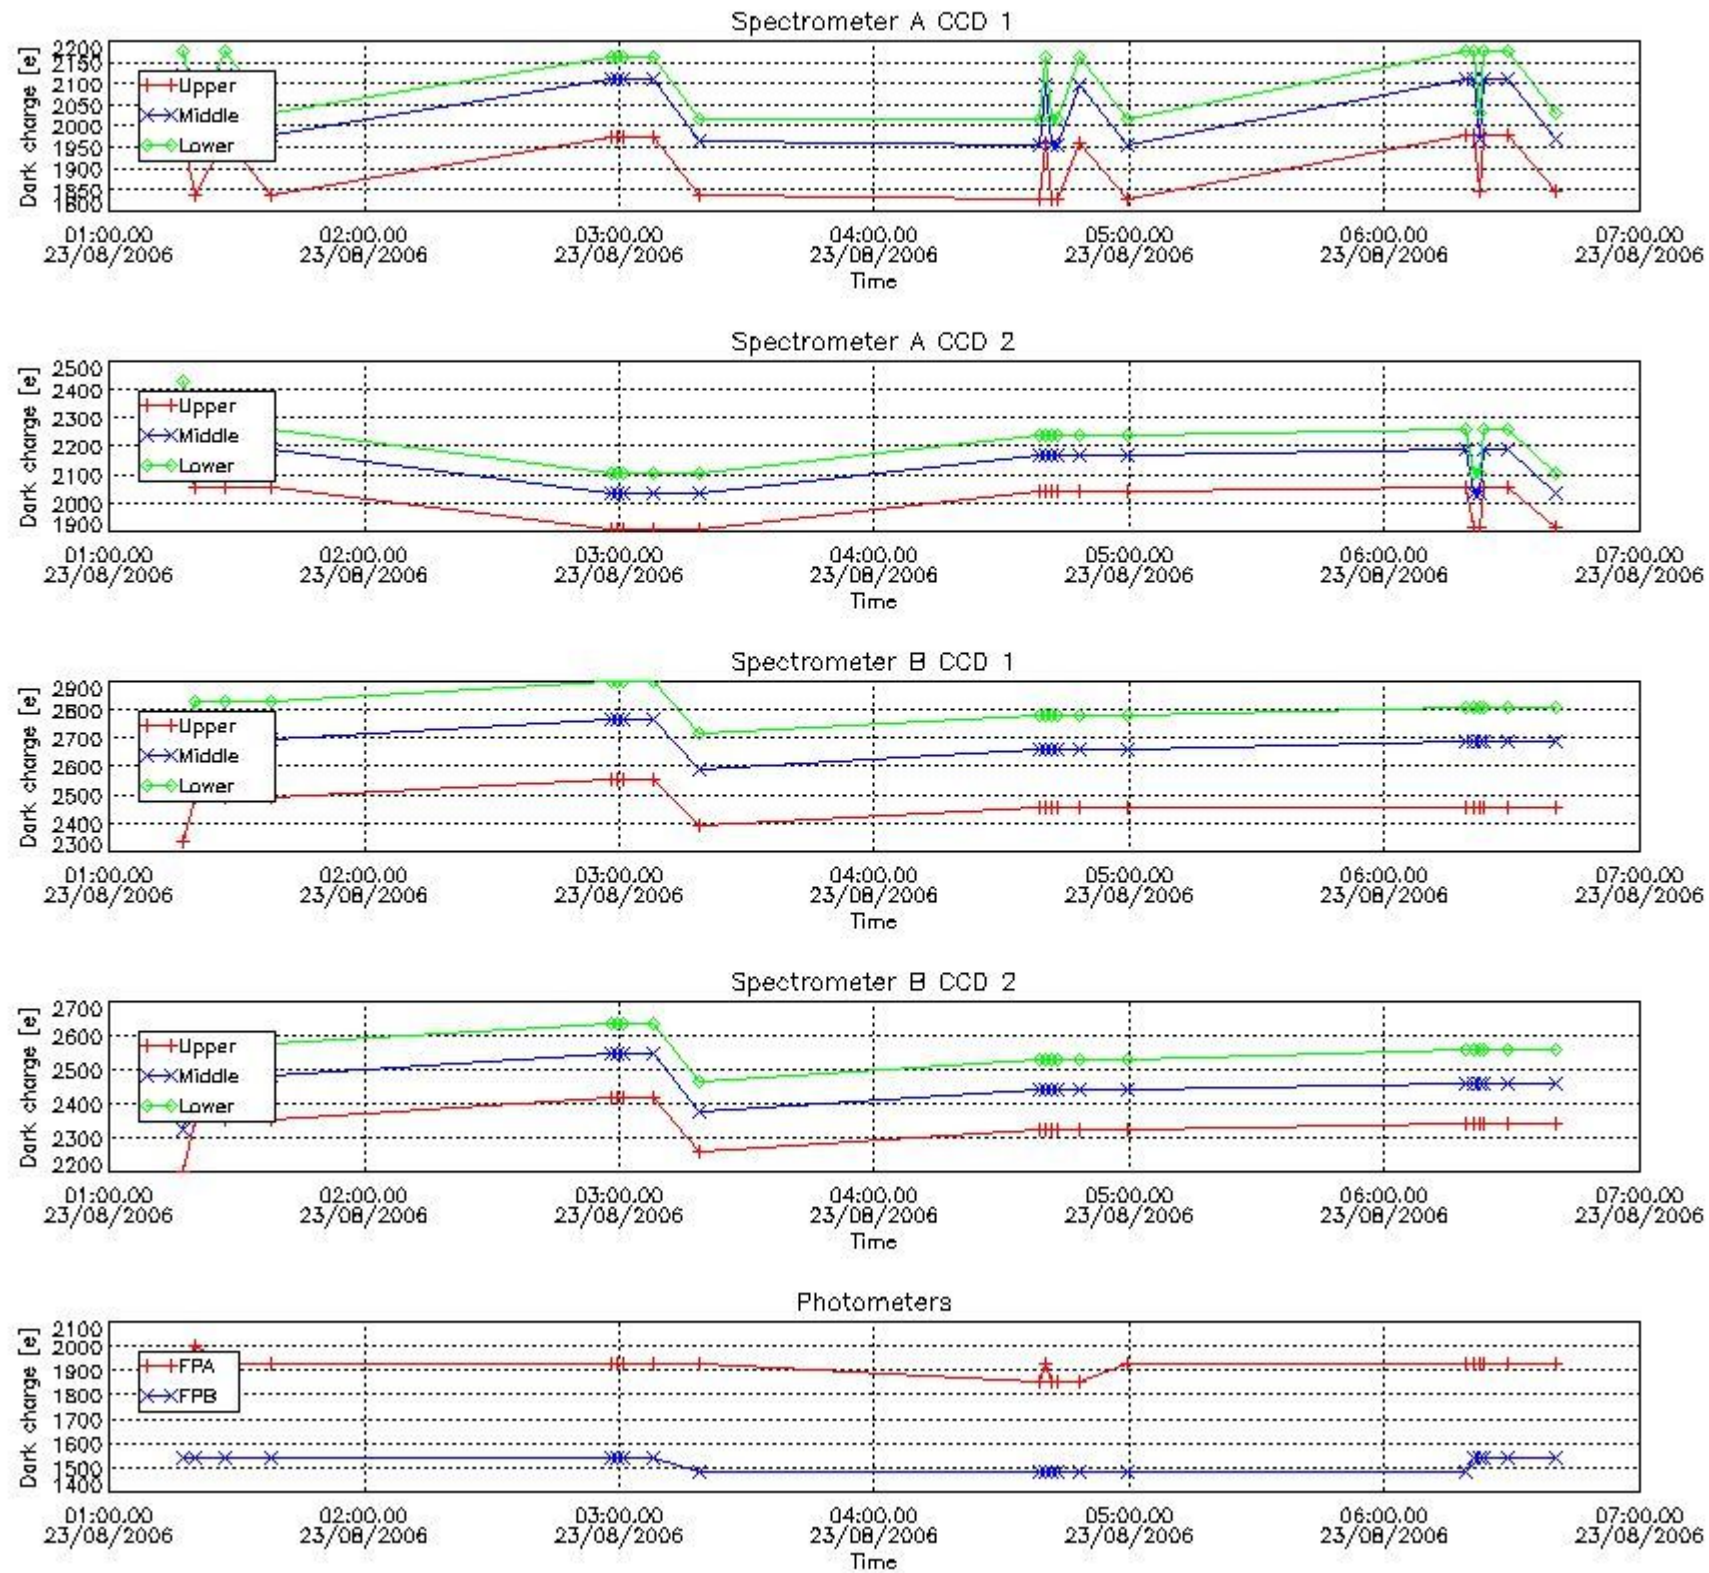 Spectrometer A CCD 1
Dark charge [e]
2200
2150
2100
2050
2000
1950
1900
1850
1800
Upper
Middle
Lower
01:00.00 02:00.00 03:00.00 04:00.00 05:00.00 06:00.00 07:00.00
23/08/2006 23/08/2006 23/08/2006 23/08/2006 23/08/2006 23/08/2006 23/08/2006
Time
Spectrometer A CCD 2
Dark charge [e]
2500
2400
2300
2200
2100
2000
1900
Upper
Middle
Lower
01:00.00 02:00.00 03:00.00 04:00.00 05:00.00 06:00.00 07:00.00
23/08/2006 23/08/2006 23/08/2006 23/08/2006 23/08/2006 23/08/2006 23/08/2006
Time
Spectrometer B CCD 1
Dark charge [e]
2900
2800
2700
2600
2500
2400
2300
Upper
Middle
Lower
01:00.00 02:00.00 03:00.00 04:00.00 05:00.00 06:00.00 07:00.00
23/08/2006 23/08/2006 23/08/2006 23/08/2006 23/08/2006 23/08/2006 23/08/2006
Time
Spectrometer B CCD 2
Dark charge [e]
2700
2600
2500
2400
2300
2200
Upper
Middle
Lower
01:00.00 02:00.00 03:00.00 04:00.00 05:00.00 06:00.00 07:00.00
23/08/2006 23/08/2006 23/08/2006 23/08/2006 23/08/2006 23/08/2006 23/08/2006
Time
Photometers
Dark charge [e]
2100
2000
1900
1800
1700
1600
1500
1400
FPA
FPB
01:00.00 02:00.00 03:00.00 04:00.00 05:00.00 06:00.00 07:00.00
23/08/2006 23/08/2006 23/08/2006 23/08/2006 23/08/2006 23/08/2006 23/08/2006
Time